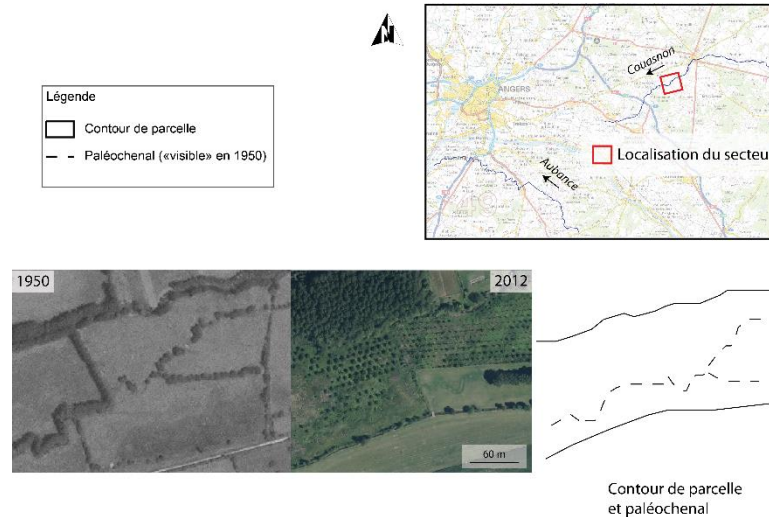 N
Légende
Contour de parcelle
Paléochenal («visible» en 1950)
Couasnon
ANGERS
Localisation du secteu
Aubance
1950
2012
60 m
Contour de parcelle
et paléochenal